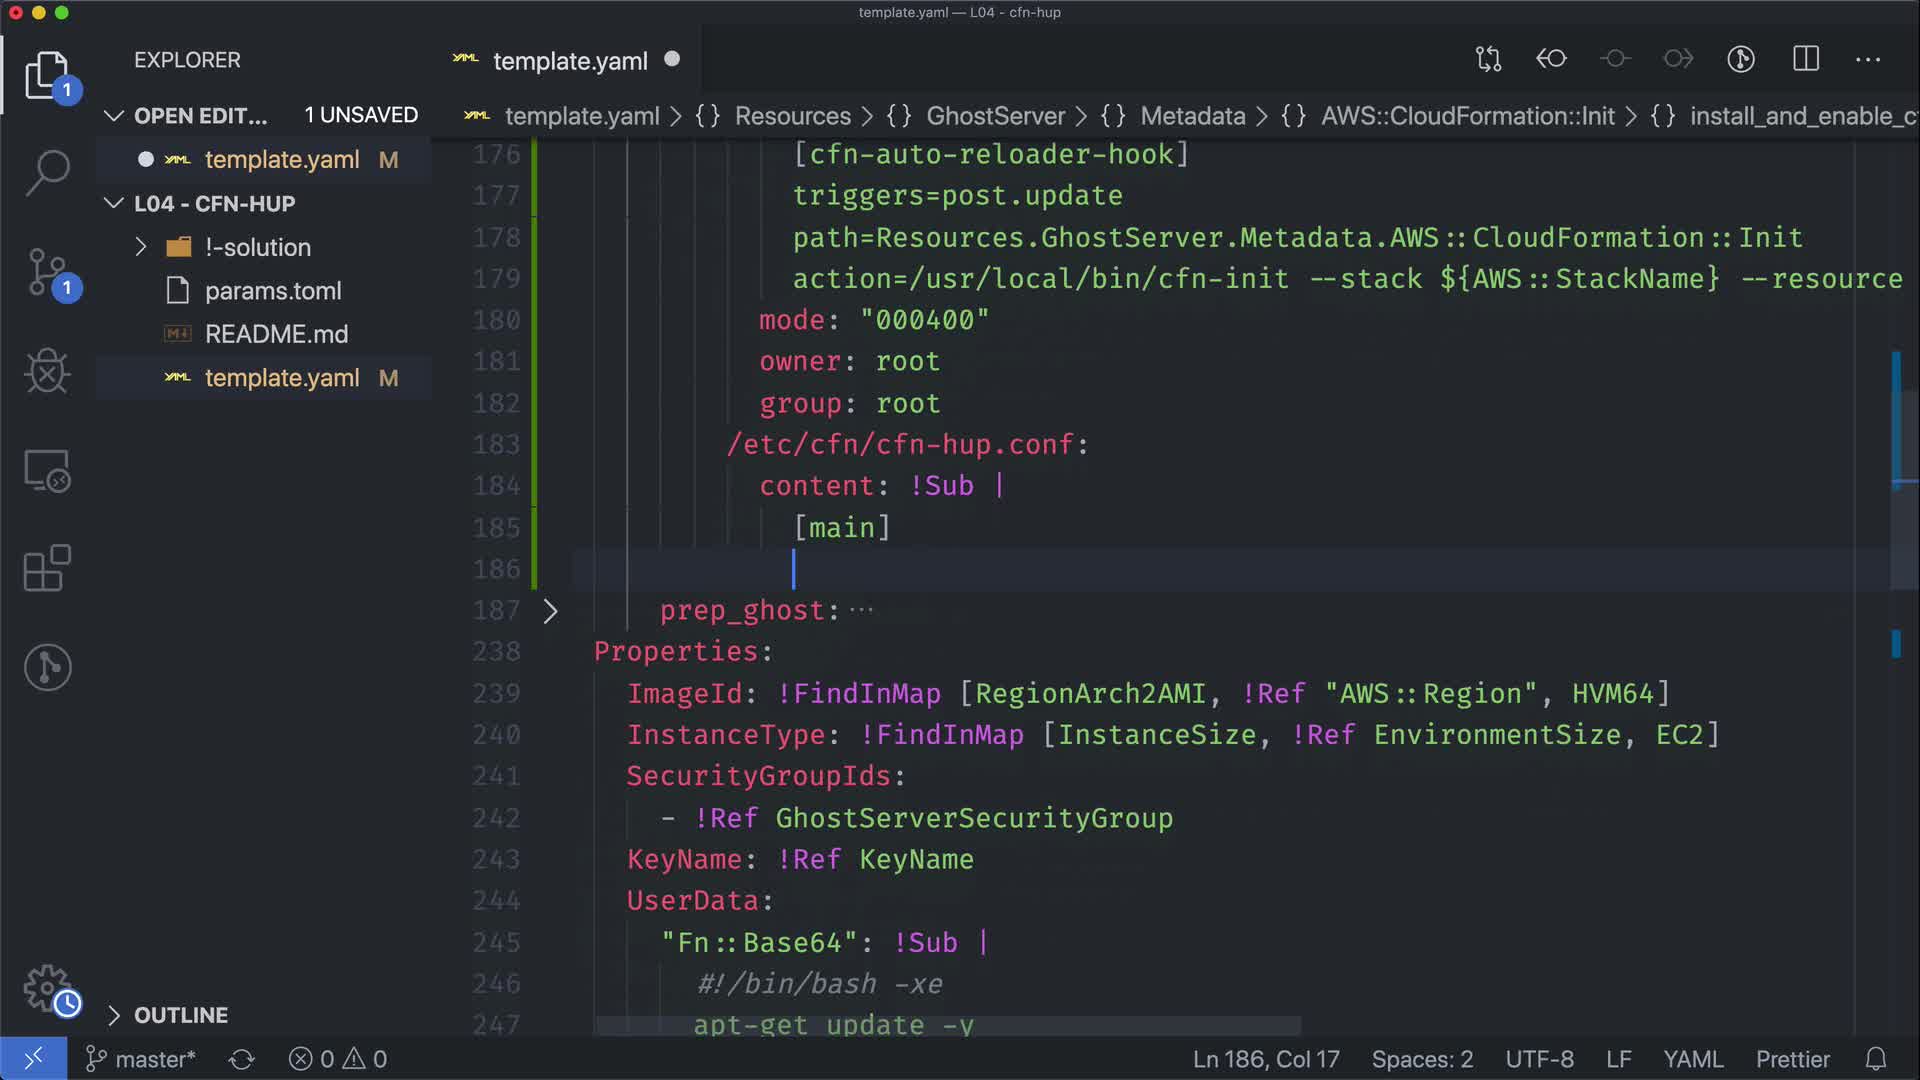 template.yaml — L04 - cfn-hup
EXPLORER
1
OPEN EDIT... 1 UNSAVED
template.yaml M
L04 - CFN-HUP
!-solution
params.toml
README.md
template.yaml M
1
OUTLINE
template.yaml
template.yaml > {} Resources > {} GhostServer > {} Metadata > {} AWS::CloudFormation::Init > {} install_and_enable_c
176 [cfn-auto-reloader-hook]
177 triggers=post.update
178 path=Resources.GhostServer.Metadata.AWS::CloudFormation::Init
179 action=/usr/local/bin/cfn-init --stack ${AWS::StackName} --resource
180 mode: "000400"
181 owner: root
182 group: root
183 /etc/cfn/cfn-hup.conf:
184 content: !Sub |
185 [main]
186
187 prep_ghost: ...
238 Properties:
239 ImageId: !FindInMap [RegionArch2AMI, !Ref "AWS::Region", HVM64]
240 InstanceType: !FindInMap [InstanceSize, !Ref EnvironmentSize, EC2]
241 SecurityGroupIds:
242 - !Ref GhostServerSecurityGroup
243 KeyName: !Ref KeyName
244 UserData:
245 "Fn::Base64": !Sub |
246 #!/bin/bash -xe
247 apt-get update -y
master* 0 0 Ln 186, Col 17 Spaces: 2 UTF-8 LF YAML Prettier